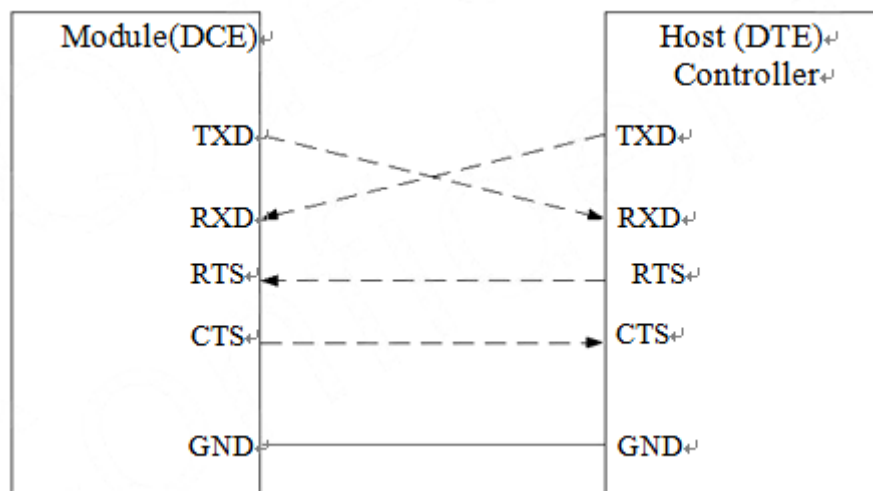 Module(DCE)↵
Host (DTE)↵
Controller↵
TXD↵
TXD↵
RXD↵
RXD↵
RTS↵
RTS↵
CTS↵
CTS↵
GND↵
GND↵